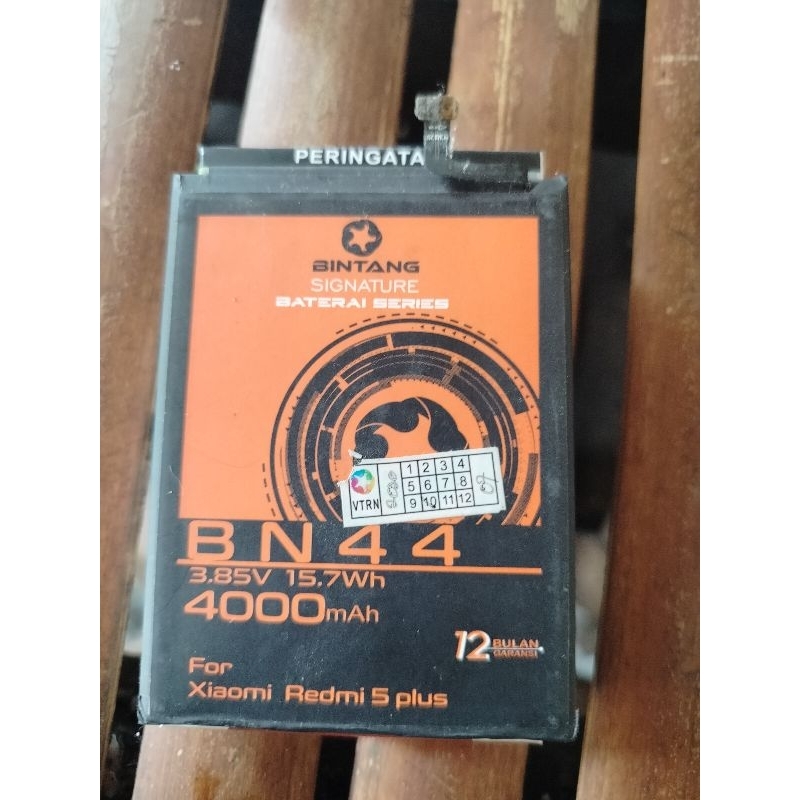 PERINGATA
BINTANG
SIGNATURE
BATERAI SERIES
1 2 3 4
5 6 7 8
9 10 11 12
VTRN
BN44
3.85V 15.7Wh
4000mAh
12 BULAN
GARANSI
For
Xiaomi Redmi 5 plus